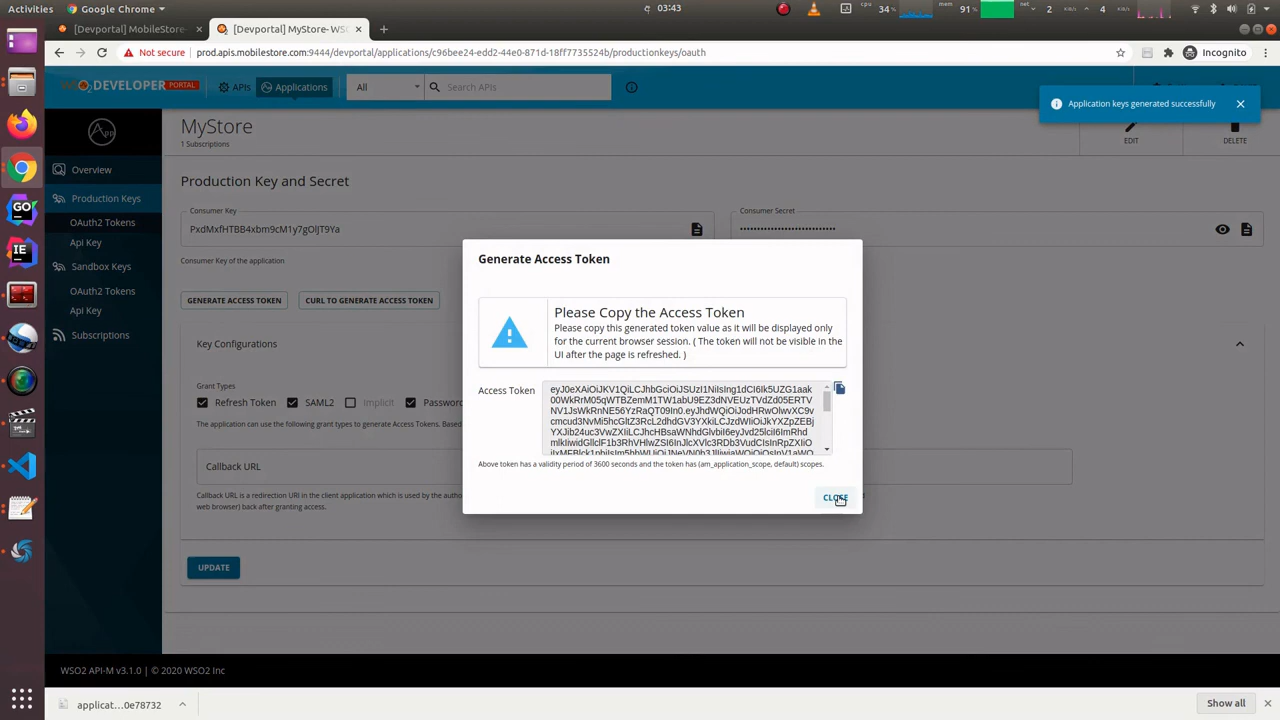 Activities
Google Chrome
03:43
34%
mem
91%
2
4
[Devportal] MobileStore-
[Devportal] MyStore- WS
Not secure
prod.apis.mobilestore.com:9444/devportal/applications/c96bee24-edd2-44e0-871d-18ff7735524b/productionkeys/oauth
Incognito
DEVELOPER PORTAL
APIs
Applications
All
Search APIs
Application keys generated successfully
MyStore
1 Subscriptions
EDIT
DELETE
APP
Overview
Production Keys
OAuth2 Tokens
Api Key
Sandbox Keys
OAuth2 Tokens
Api Key
Subscriptions
Production Key and Secret
Consumer Key
PxdMxfHTBB4xbm9cM1y7gOljT9Ya
Consumer Key of the application
Consumer Secret
GENERATE ACCESS TOKEN
CURL TO GENERATE ACCESS TOKEN
Key Configurations
Grant Types
Refresh Token
SAML2
Implicit
Password
The application can use the following grant types to generate Access Tokens. Based
Callback URL
Callback URL is a redirection URI in the client application which is used by the autho
web browser) back after granting access.
UPDATE
Generate Access Token
Please Copy the Access Token
Please copy this generated token value as it will be displayed only
for the current browser session. ( The token will not be visible in the
UI after the page is refreshed. )
Access Token
Above token has a validity period of 3600 seconds and the token has (am_application_scope, default) scopes.
CLOSE
WSO2 API-M v3.1.0 | © 2020 WSO2 Inc
applicat....0e78732
Show all